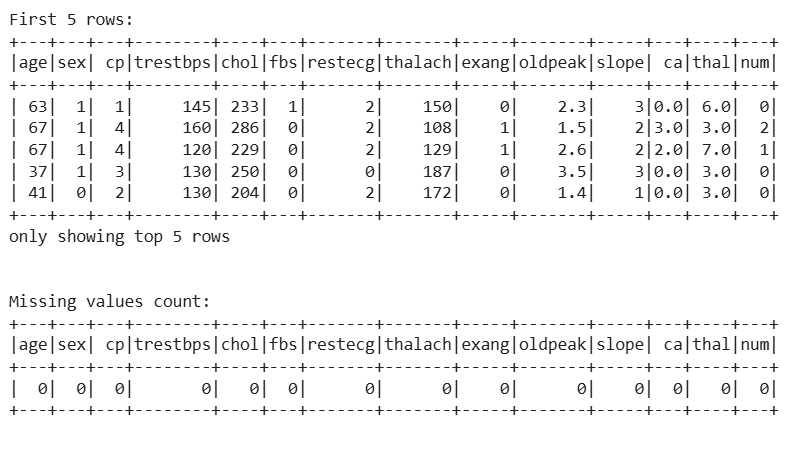 First 5 rows:
+---+---+---+--------+----+---+-------+-------+-----+-------+-----+---+----+---+
|age|sex| cp|trestbps|chol|fbs|restecg|thalach|exang|oldpeak|slope| ca|thal|num|
+---+---+---+--------+----+---+-------+-------+-----+-------+-----+---+----+---+
| 63|  1|  1|     145| 233|  1|      2|    150|    0|    2.3|    3|0.0| 6.0|  0|
| 67|  1|  4|     160| 286|  0|      2|    108|    1|    1.5|    2|3.0| 3.0|  2|
| 67|  1|  4|     120| 229|  0|      2|    129|    1|    2.6|    2|2.0| 7.0|  1|
| 37|  1|  3|     130| 250|  0|      0|    187|    0|    3.5|    3|0.0| 3.0|  0|
| 41|  0|  2|     130| 204|  0|      2|    172|    0|    1.4|    1|0.0| 3.0|  0|
+---+---+---+--------+----+---+-------+-------+-----+-------+-----+---+----+---+
only showing top 5 rows
Missing values count:
+---+---+---+--------+----+---+-------+-------+-----+-------+-----+---+----+---+
|age|sex| cp|trestbps|chol|fbs|restecg|thalach|exang|oldpeak|slope| ca|thal|num|
+---+---+---+--------+----+---+-------+-------+-----+-------+-----+---+----+---+
|  0|  0|  0|       0|   0|  0|      0|      0|    0|      0|    0|  0|   0|  0|
+---+---+---+--------+----+---+-------+-------+-----+-------+-----+---+----+---+